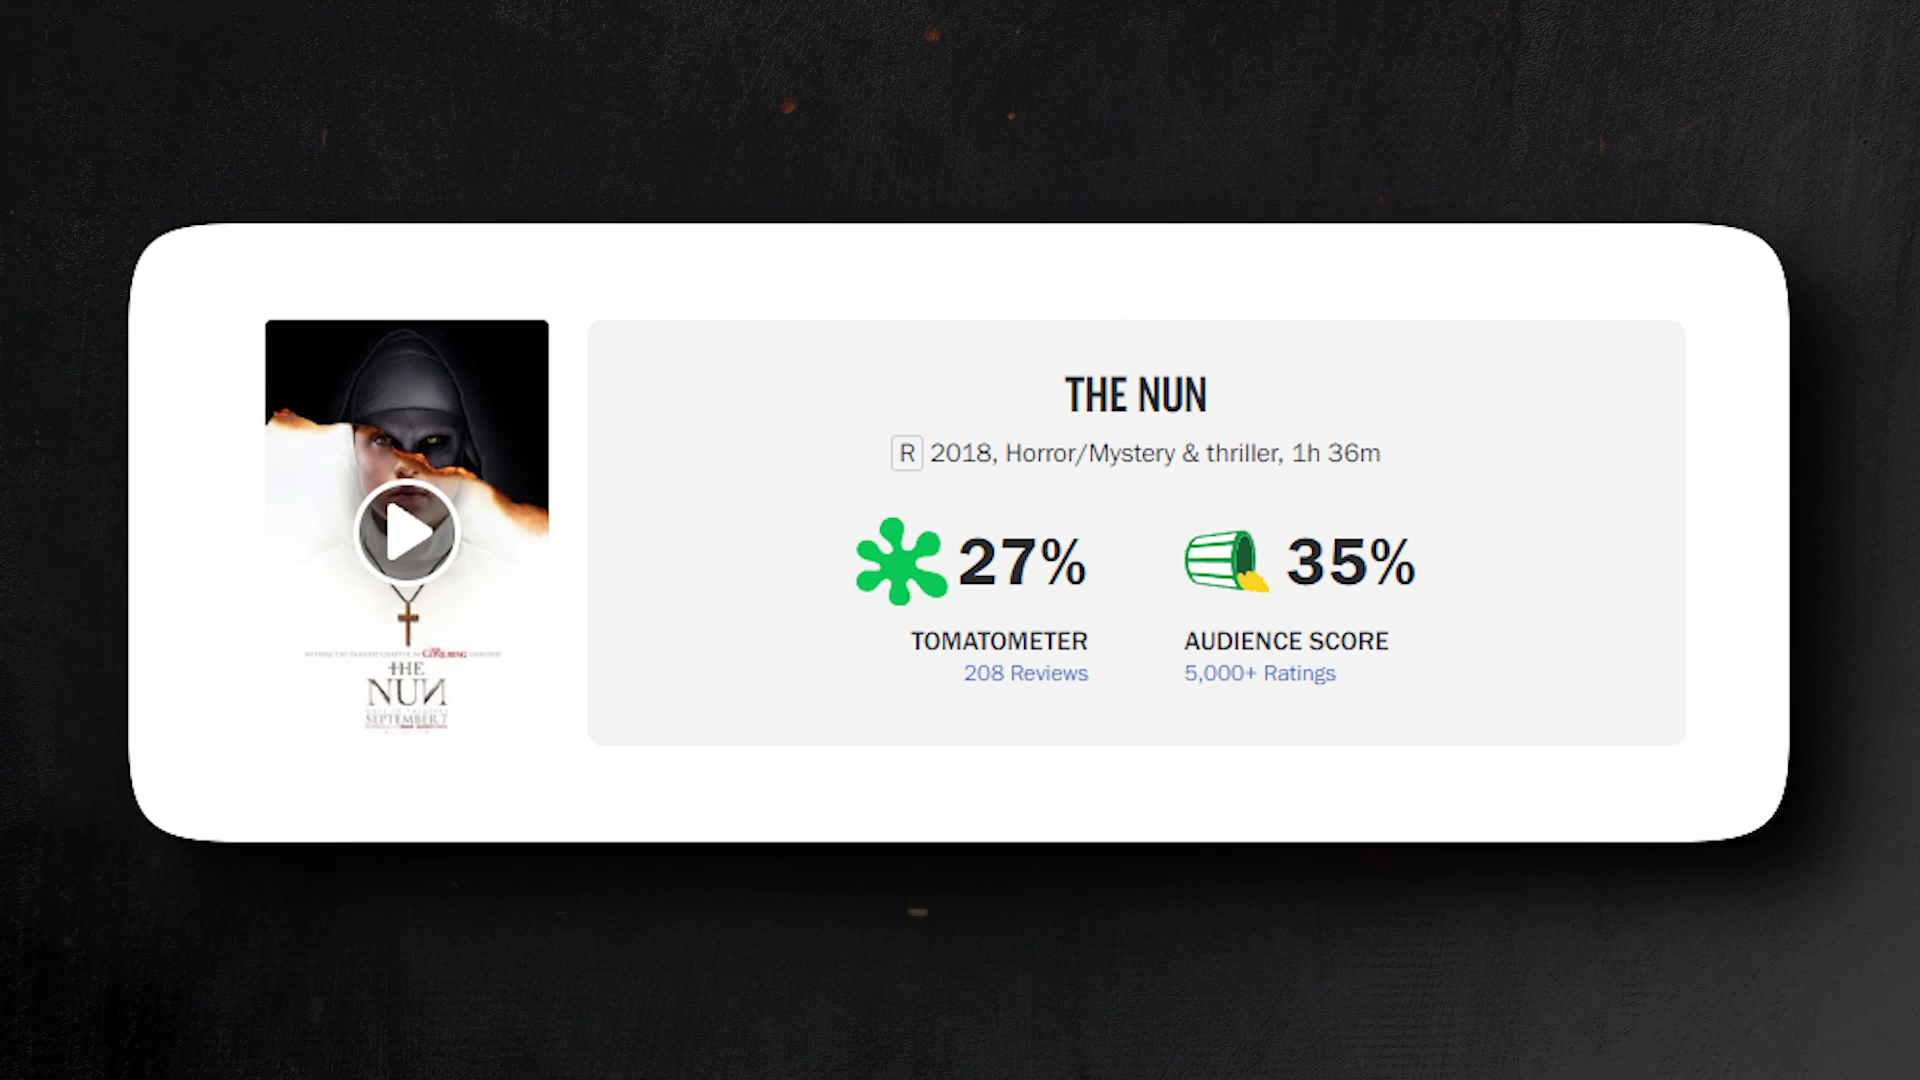 THE NUN
R 2018, Horror/Mystery & thriller, 1h 36m
27% 35%
TOMATOMETER AUDIENCE SCORE
208 Reviews 5,000+ Ratings
THE
NUN
SEPTEMBER 7